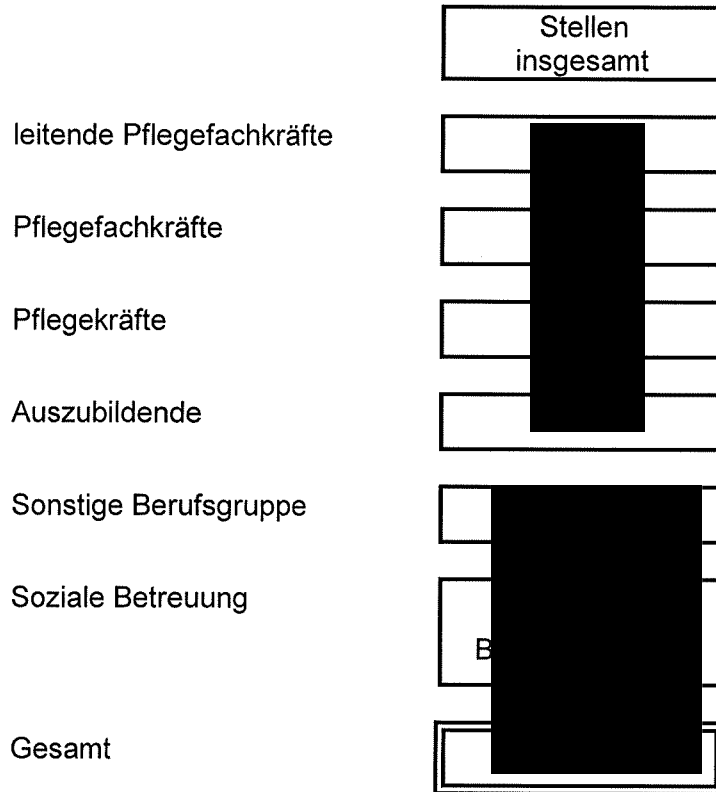 Stellen
insgesamt
leitende Pflegefachkräfte
Pflegefachkräfte
Pflegekräfte
Auszubildende
Sonstige Berufsgruppe
Soziale Betreuung
Gesamt